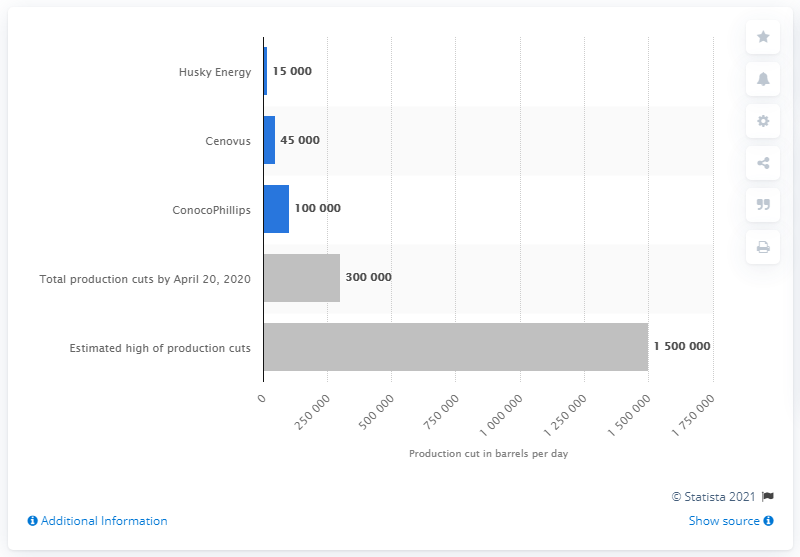 Husky Energy 15 000
Cenovus 45 000
ConocoPhillips 100 000
Total production cuts by April 20, 2020 300 000
Estimated high of production cuts 1 500 000
0 250 000 500 000 750 000 1 000 000 1 250 000 1 500 000 1 750 000
Production cut in barrels per day
© Statista 2021
Additional Information Show source